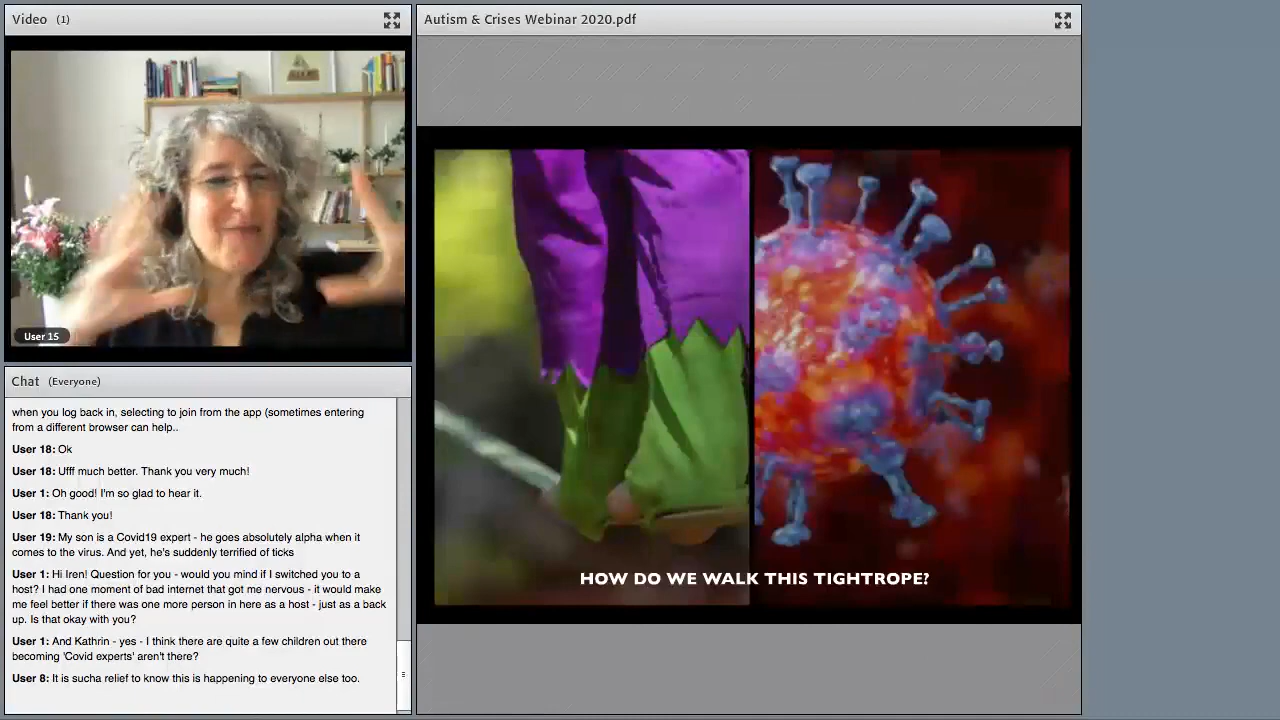 Video (1)
Autism & Crises Webinar 2020.pdf
User 15
HOW DO WE WALK THIS TIGHTROPE?
Chat (Everyone)
when you log back in, selecting to join from the app (sometimes entering
from a different browser can help..
User 18: Ok
User 18: Ufff much better. Thank you very much!
User 1: Oh good! I'm so glad to hear it.
User 18: Thank you!
User 19: My son is a Covid19 expert - he goes absolutely alpha when it
comes to the virus. And yet, he's suddenly terrified of ticks
User 1: Hi Iren! Question for you - would you mind if I switched you to a
host? I had one moment of bad internet that got me nervous - it would make
me feel better if there was one more person in here as a host - just as a back
up. Is that okay with you?
User 1: And Kathrin - yes - I think there are quite a few children out there
becoming 'Covid experts' aren't there?
User 8: It is sucha relief to know this is happening to everyone else too.